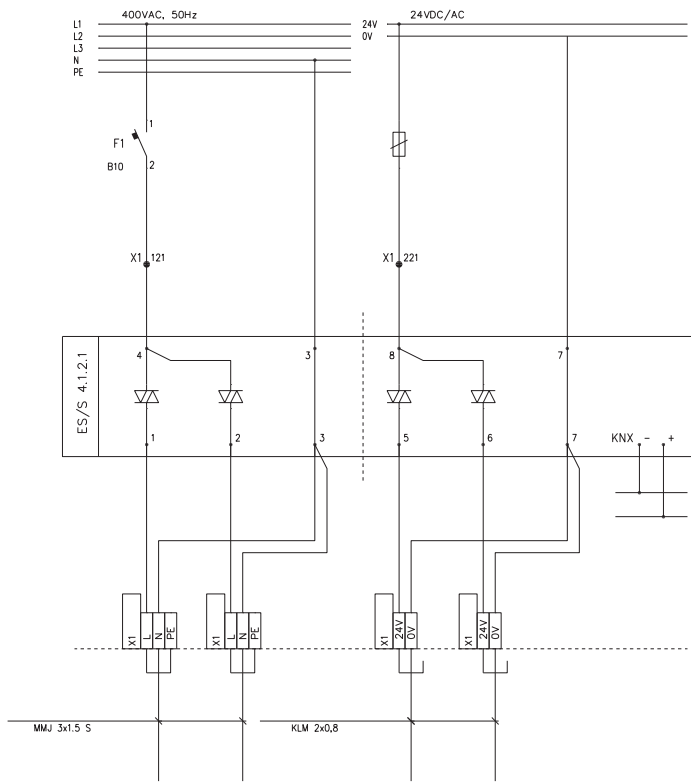 400VAC, 50Hz
24VDC/AC
L1
L2
L3
N
PE
24V
0V
1
F1
B10
2
X1
121
X1
221
ES/S 4.1.2.1
4
3
8
7
1
2
3
5
6
7
KNX - +
X1
L
N
PE
X1
L
N
PE
X1
24V
0V
X1
24V
0V
MMJ 3x1.5 S
KLM 2x0,8